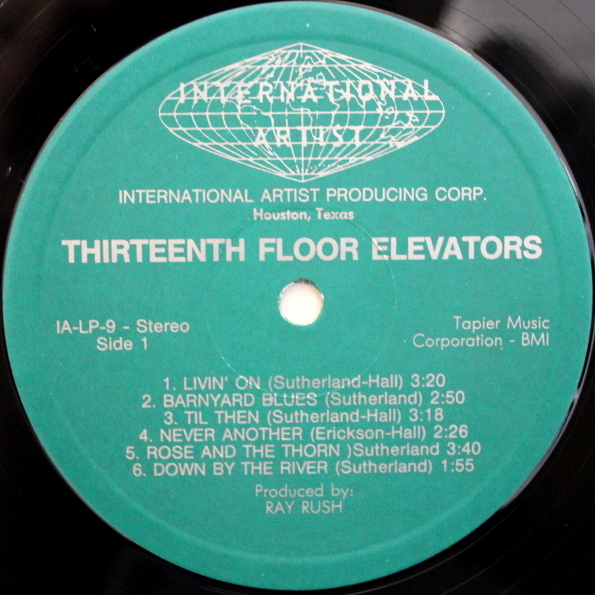 INTERNATIONAL
ARTIST
INTERNATIONAL ARTIST PRODUCING CORP.
Houston, Texas
THIRTEENTH FLOOR ELEVATORS
IA-LP-9 - Stereo
Side 1
Tapier Music
Corporation - BMI
1. LIVIN' ON (Sutherland-Hall) 3:20
2. BARNYARD BLUES (Sutherland) 2:50
3. TIL THEN (Sutherland-Hall) 3:18
4. NEVER ANOTHER (Erickson-Hall) 2:26
5. ROSE AND THE THORN )Sutherland 3:40
6. DOWN BY THE RIVER (Sutherland) 1:55
Produced by:
RAY RUSH